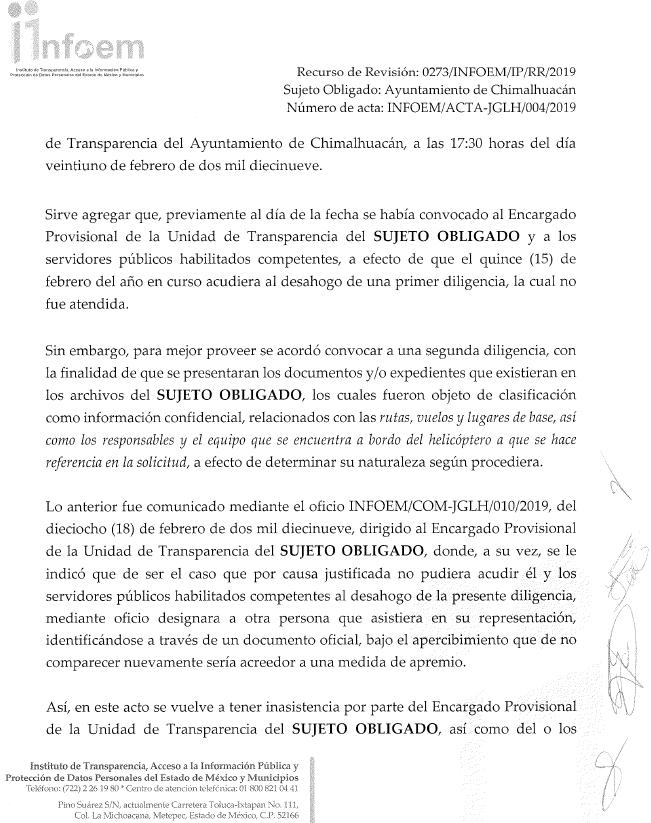 infoem
Instituto de Transparencia, Acceso a la Información Pública y
Protección de Datos Personales del Estado de México y Municipios
Recurso de Revisión: 0273/INFOEM/IP/RR/2019
Sujeto Obligado: Ayuntamiento de Chimalhuacán
Número de acta: INFOEM/ACTA-JGLH/004/2019
de Transparencia del Ayuntamiento de Chimalhuacán, a las 17:30 horas del día
veintiuno de febrero de dos mil diecinueve.
Sirve agregar que, previamente al día de la fecha se había convocado al Encargado
Provisional de la Unidad de Transparencia del SUJETO OBLIGADO y a los
servidores públicos habilitados competentes, a efecto de que el quince (15) de
febrero del año en curso acudiera al desahogo de una primer diligencia, la cual no
fue atendida.
Sin embargo, para mejor proveer se acordó convocar a una segunda diligencia, con
la finalidad de que se presentaran los documentos y/o expedientes que existieran en
los archivos del SUJETO OBLIGADO, los cuales fueron objeto de clasificación
como información confidencial, relacionados con las rutas, vuelos y lugares de base, así
como los responsables y el equipo que se encuentra a bordo del helicóptero a que se hace
referencia en la solicitud, a efecto de determinar su naturaleza según procediera.
Lo anterior fue comunicado mediante el oficio INFOEM/COM-JGLH/010/2019, del
dieciocho (18) de febrero de dos mil diecinueve, dirigido al Encargado Provisional
de la Unidad de Transparencia del SUJETO OBLIGADO, donde, a su vez, se le
indicó que de ser el caso que por causa justificada no pudiera acudir él y los
servidores públicos habilitados competentes al desahogo de la presente diligencia,
mediante oficio designara a otra persona que asistiera en su representación,
identificándose a través de un documento oficial, bajo el apercibimiento que de no
comparecer nuevamente sería acreedor a una medida de apremio.
Así, en este acto se vuelve a tener inasistencia por parte del Encargado Provisional
de la Unidad de Transparencia del SUJETO OBLIGADO, así como del o los
Instituto de Transparencia, Acceso a la Información Pública y
Protección de Datos Personales del Estado de México y Municipios
Teléfono: (722) 2 26 19 80 * Centro de atención telefónica: 01 800 821 04 41
Pino Suárez S/N, actualmente Carretera Toluca-Ixtapan No. 111,
Col. La Michoacana, Metepec, Estado de México, C.P. 52166